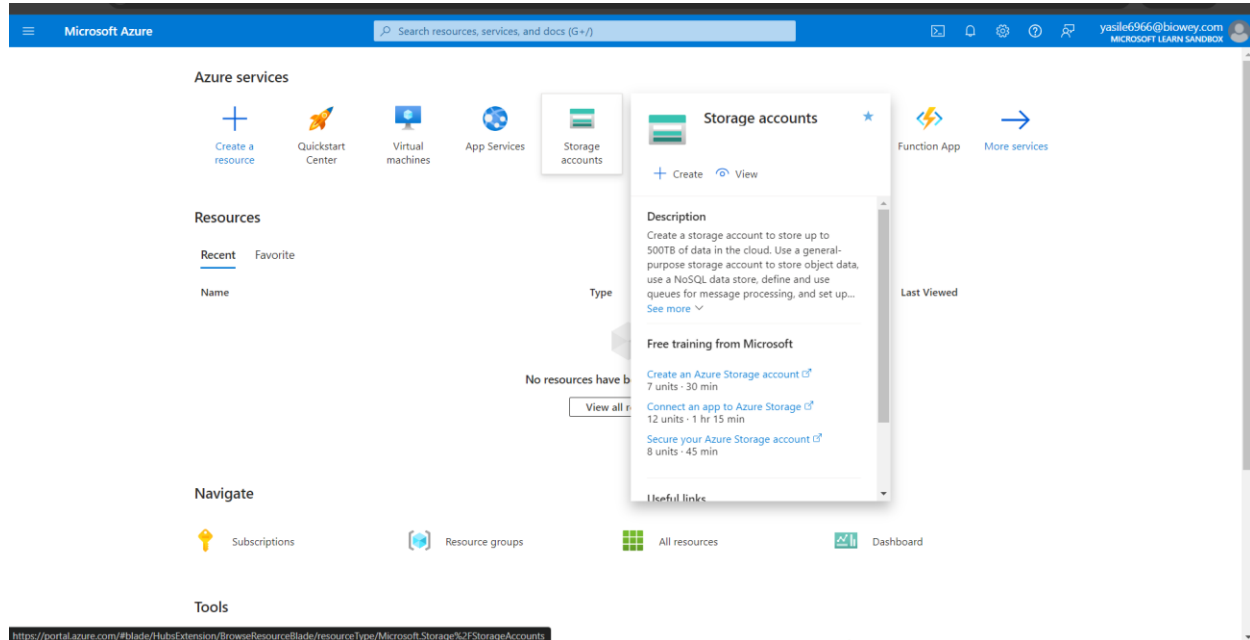 Microsoft Azure
Search resources, services, and docs (G+/)
yasile6966@biowey.com
MICROSOFT LEARN SANDBOX
Azure services
Create a
resource
Quickstart
Center
Virtual
machines
App Services
Storage
accounts
Storage accounts
Create
View
Function App
More services
Description
Create a storage account to store up to
500TB of data in the cloud. Use a general-
purpose storage account to store object data,
use a NoSQL data store, define and use
queues for message processing, and set up...
See more
Free training from Microsoft
Create an Azure Storage account
7 units · 30 min
Connect an app to Azure Storage
12 units · 1 hr 15 min
Secure your Azure Storage account
8 units · 45 min
Useful links
Resources
Recent
Favorite
Name
Type
Last Viewed
No resources have b
View all r
Navigate
Subscriptions
Resource groups
All resources
Dashboard
Tools
https://portal.azure.com/#blade/HubsExtension/BrowseResourceBlade/resourceType/Microsoft.Storage%2FStorageAccounts